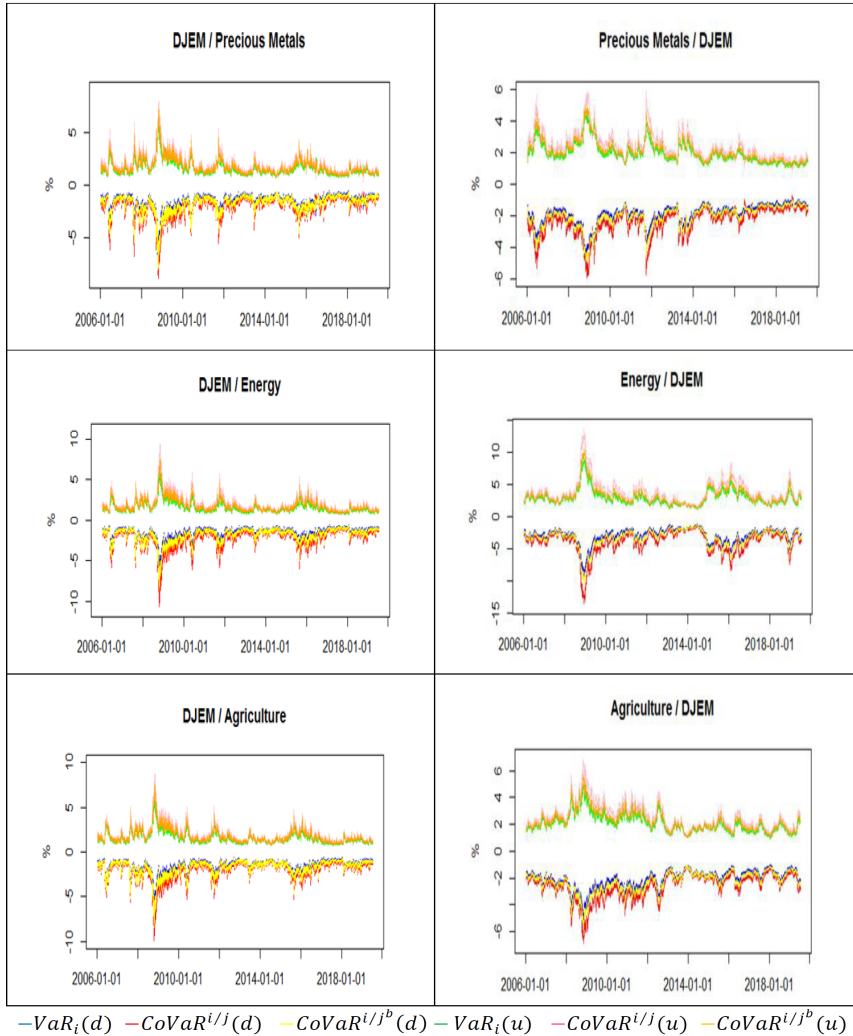 DJEM / Precious Metals
%
5
0
-5
2006-01-01 2010-01-01 2014-01-01 2018-01-01
Precious Metals / DJEM
%
6
4
2
0
-2
-4
-6
2006-01-01 2010-01-01 2014-01-01 2018-01-01
DJEM / Energy
%
10
5
0
-5
-10
2006-01-01 2010-01-01 2014-01-01 2018-01-01
Energy / DJEM
%
10
5
0
-5
-15
2006-01-01 2010-01-01 2014-01-01 2018-01-01
DJEM / Agriculture
%
10
5
0
-5
-10
2006-01-01 2010-01-01 2014-01-01 2018-01-01
Agriculture / DJEM
%
6
4
2
0
-2
-6
2006-01-01 2010-01-01 2014-01-01 2018-01-01
VaR_i(d) CoVaR^{i/j}(d) CoVaR^{i/j^b}(d) VaR_i(u) CoVaR^{i/j}(u) CoVaR^{i/j^b}(u)